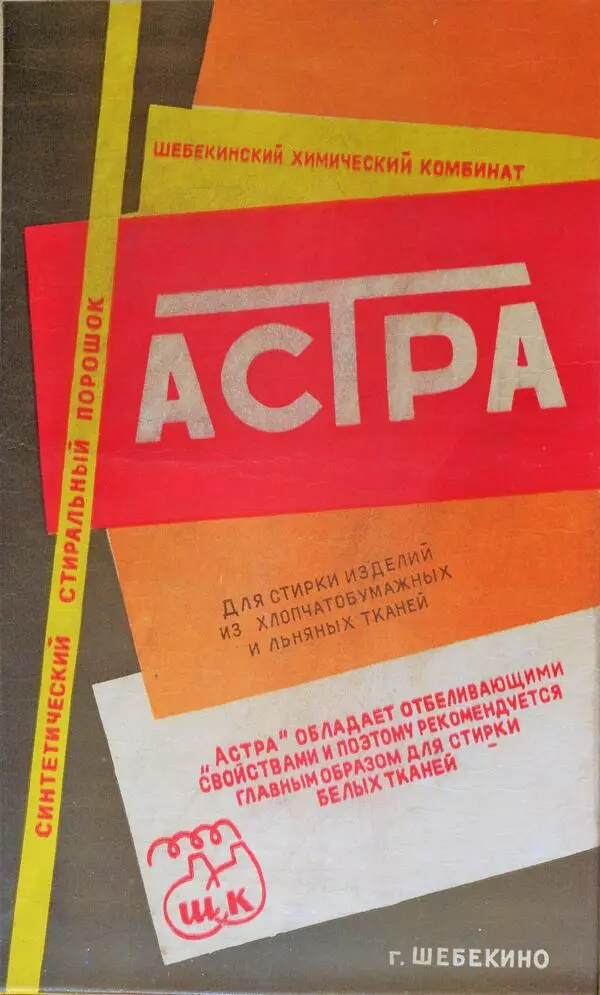 ШЕБЕКИНСКИЙ ХИМИЧЕСКИЙ КОМБИНАТ
АСТРА
СИНТЕТИЧЕСКИЙ СТИРАЛЬНЫЙ ПОРОШОК
ДЛЯ СТИРКИ ИЗДЕЛИЙ
ИЗ ХЛОПЧАТОБУМАЖНЫХ
И ЛЬНЯНЫХ ТКАНЕЙ
„АСТРА" ОБЛАДАЕТ ОТБЕЛИВАЮЩИМИ
СВОЙСТВАМИ И ПОЭТОМУ РЕКОМЕНДУЕТСЯ
ГЛАВНЫМ ОБРАЗОМ ДЛЯ СТИРКИ
БЕЛЫХ ТКАНЕЙ
ШК
г. ШЕБЕКИНО